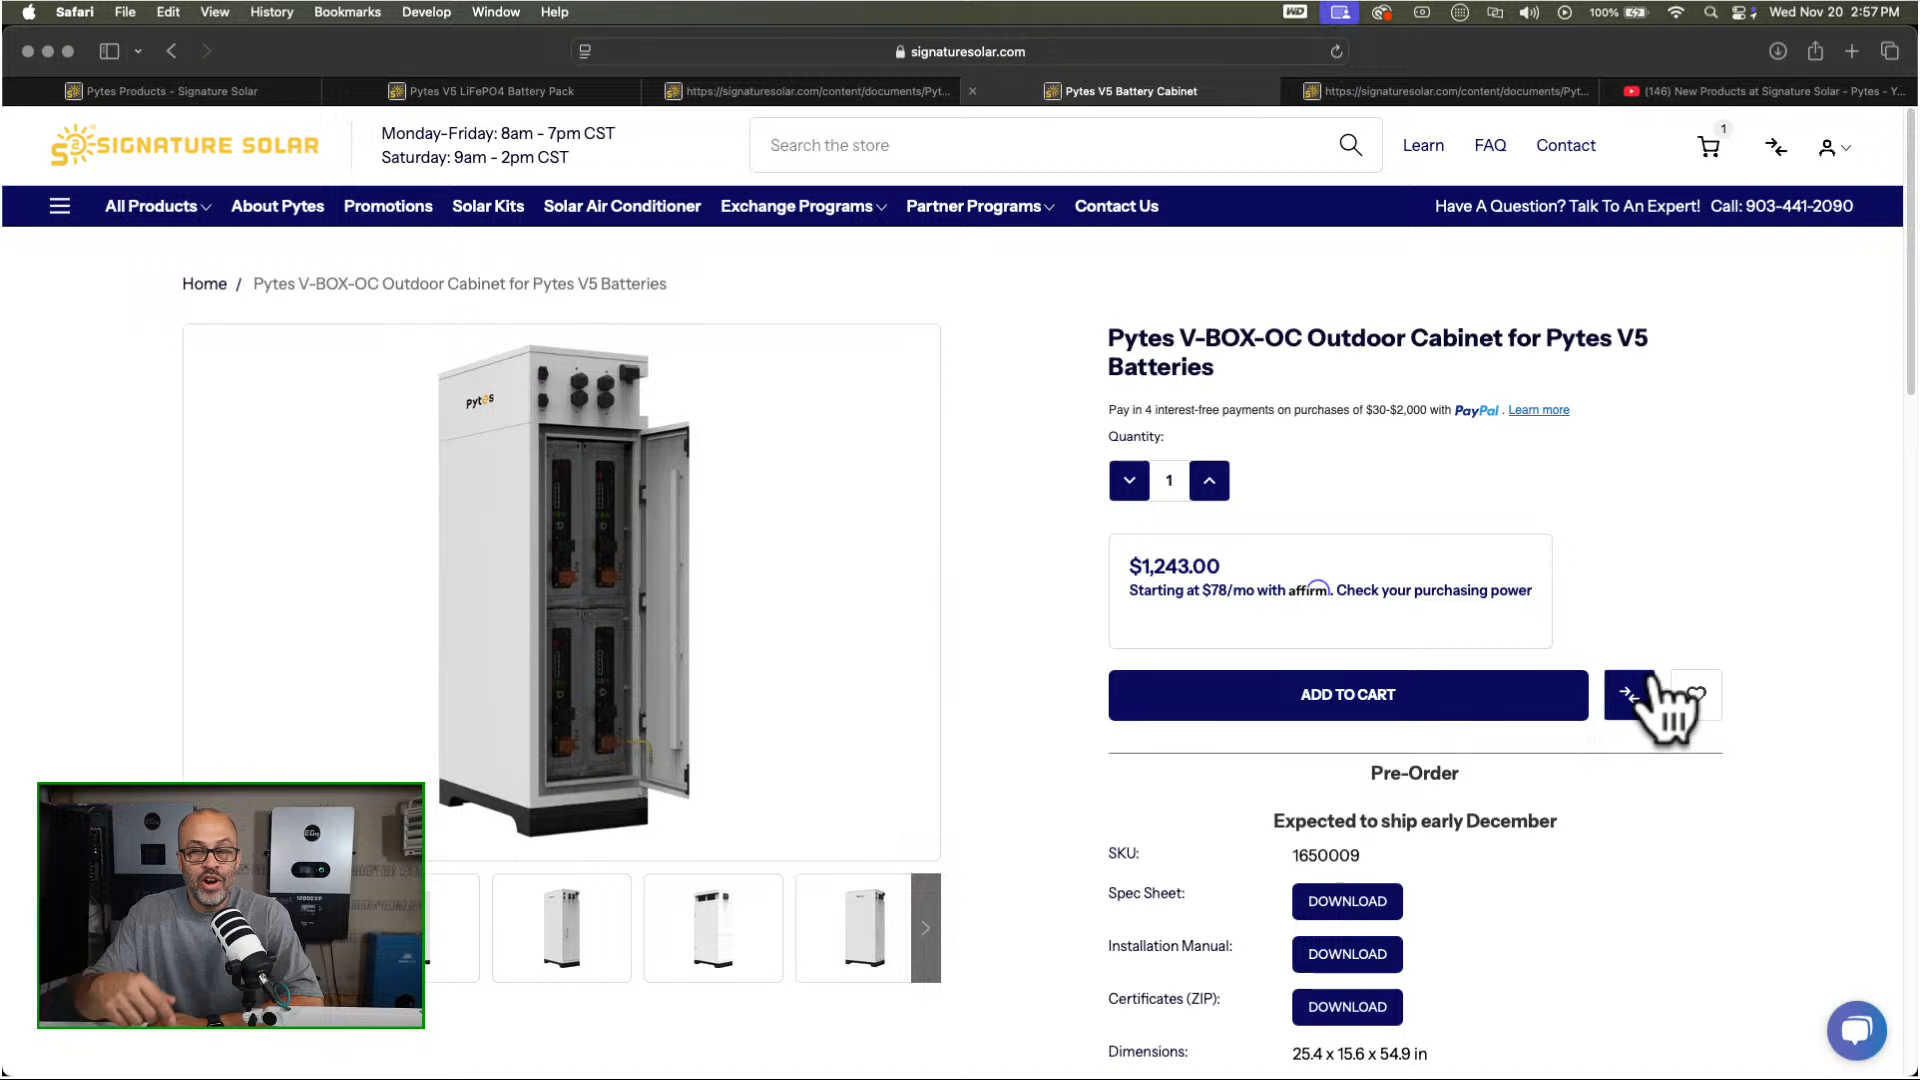 Safari File Edit View History Bookmarks Develop Window Help
WD 100% Wed Nov 20 2:57 PM
signaturesolar.com
Pytes Products - Signature Solar
Pytes V5 LiFePO4 Battery Pack
https://signaturesolar.com/content/documents/Pyt...
Pytes V5 Battery Cabinet
https://signaturesolar.com/content/documents/Pyt...
(146) New Products at Signature Solar - Pytes - Y...
SIGNATURE SOLAR
Monday-Friday: 8am - 7pm CST
Saturday: 9am - 2pm CST
Search the store
Learn FAQ Contact
1
All Products About Pytes Promotions Solar Kits Solar Air Conditioner Exchange Programs Partner Programs Contact Us
Have A Question? Talk To An Expert! Call: 903-441-2090
Home / Pytes V-BOX-OC Outdoor Cabinet for Pytes V5 Batteries
Pytes
Pytes V-BOX-OC Outdoor Cabinet for Pytes V5
Batteries
Pay in 4 interest-free payments on purchases of $30-$2,000 with PayPal . Learn more
Quantity:
1
$1,243.00
Starting at $78/mo with affirm. Check your purchasing power
ADD TO CART
Pre-Order
Expected to ship early December
SKU: 1650009
Spec Sheet: DOWNLOAD
Installation Manual: DOWNLOAD
Certificates (ZIP): DOWNLOAD
Dimensions: 25.4 x 15.6 x 54.9 in
EG4
12000XP